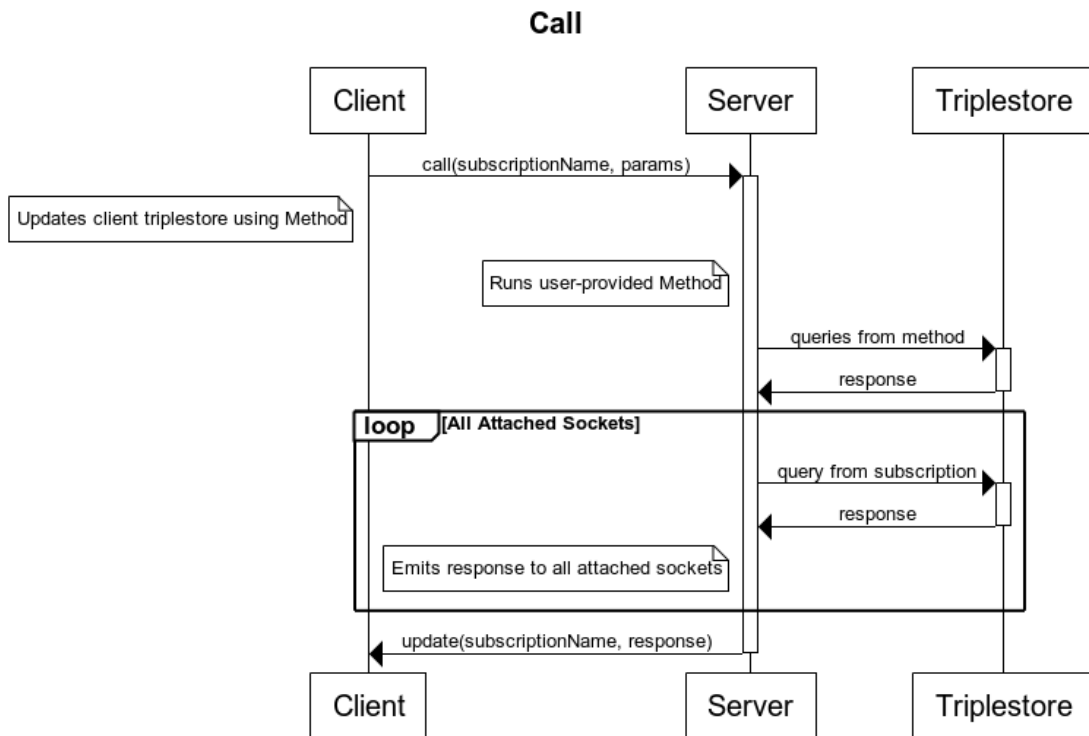 Call
Client
Server
Triplestore
call(subscriptionName, params)
Updates client triplestore using Method
Runs user-provided Method
queries from method
response
loop [All Attached Sockets]
query from subscription
response
Emits response to all attached sockets
update(subscriptionName, response)
Client
Server
Triplestore